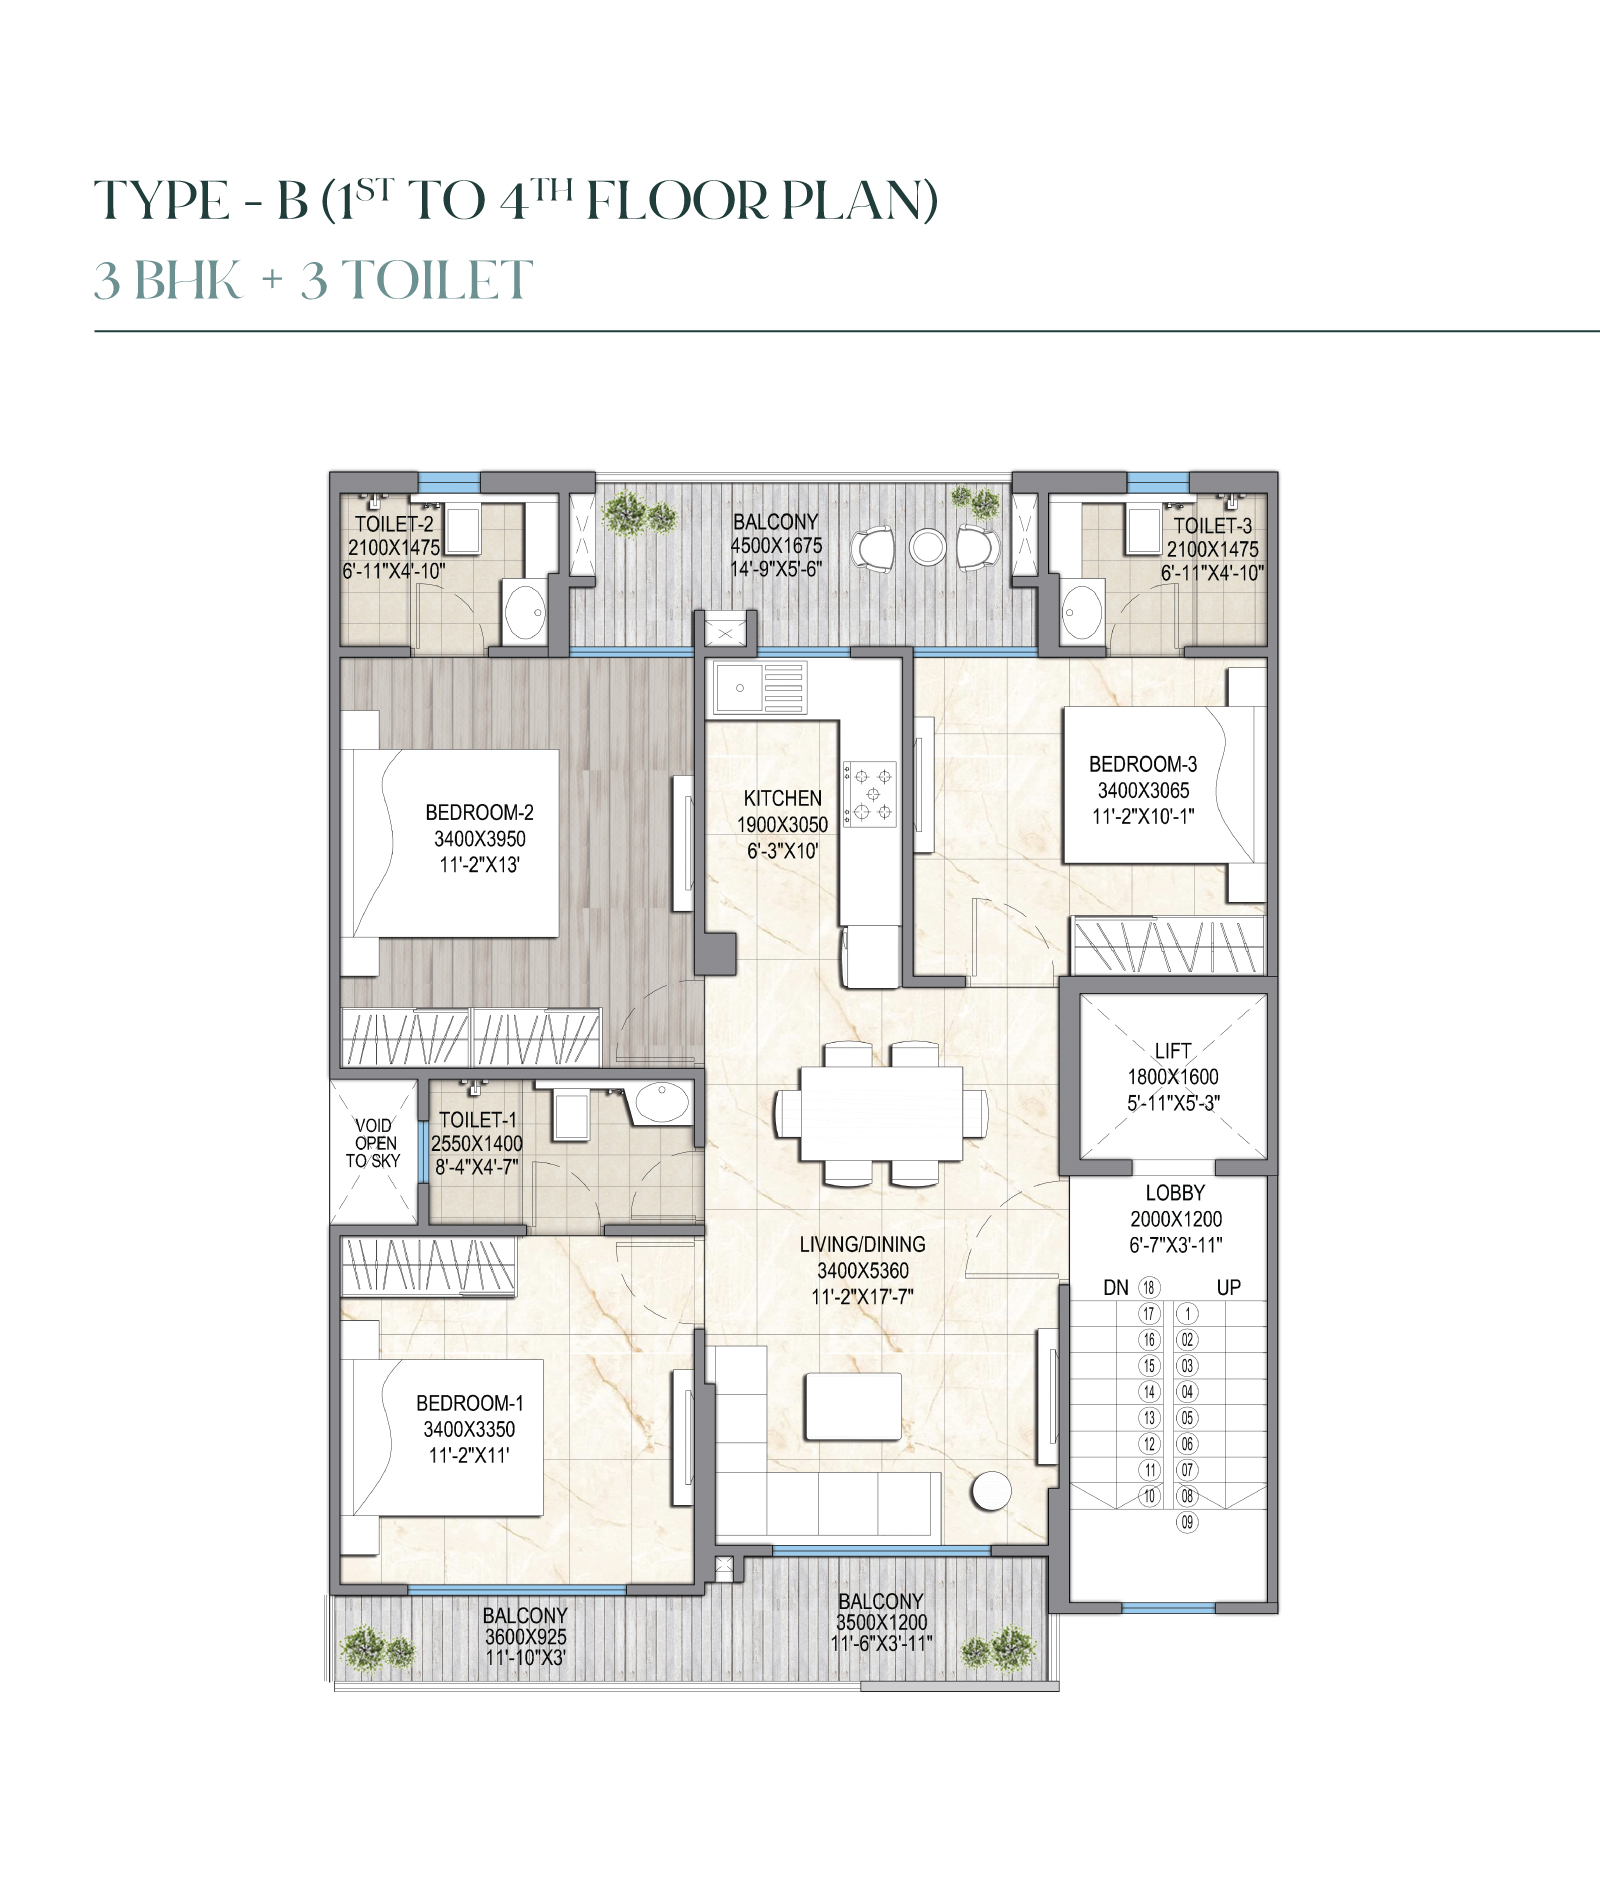 TYPE - B (1ST TO 4TH FLOOR PLAN)
3 BHK + 3 TOILET
TOILET-2
2100X1475
6'-11"X4'-10"
BALCONY
4500X1675
14'-9"X5'-6"
TOILET-3
2100X1475
6'-11"X4'-10"
BEDROOM-2
3400X3950
11'-2"X13'
KITCHEN
1900X3050
6'-3"X10'
BEDROOM-3
3400X3065
11'-2"X10'-1"
LIFT
1800X1600
5'-11"X5'-3"
VOID
OPEN
TO SKY
TOILET-1
2550X1400
8'-4"X4'-7"
LOBBY
2000X1200
6'-7"X3'-11"
LIVING/DINING
3400X5360
11'-2"X17'-7"
DN 18 UP
17 1
16 02
15 03
14 04
13 05
12 06
11 07
10 08
09
BEDROOM-1
3400X3350
11'-2"X11'
BALCONY
3600X925
11'-10"X3'
BALCONY
3500X1200
11'-6"X3'-11"